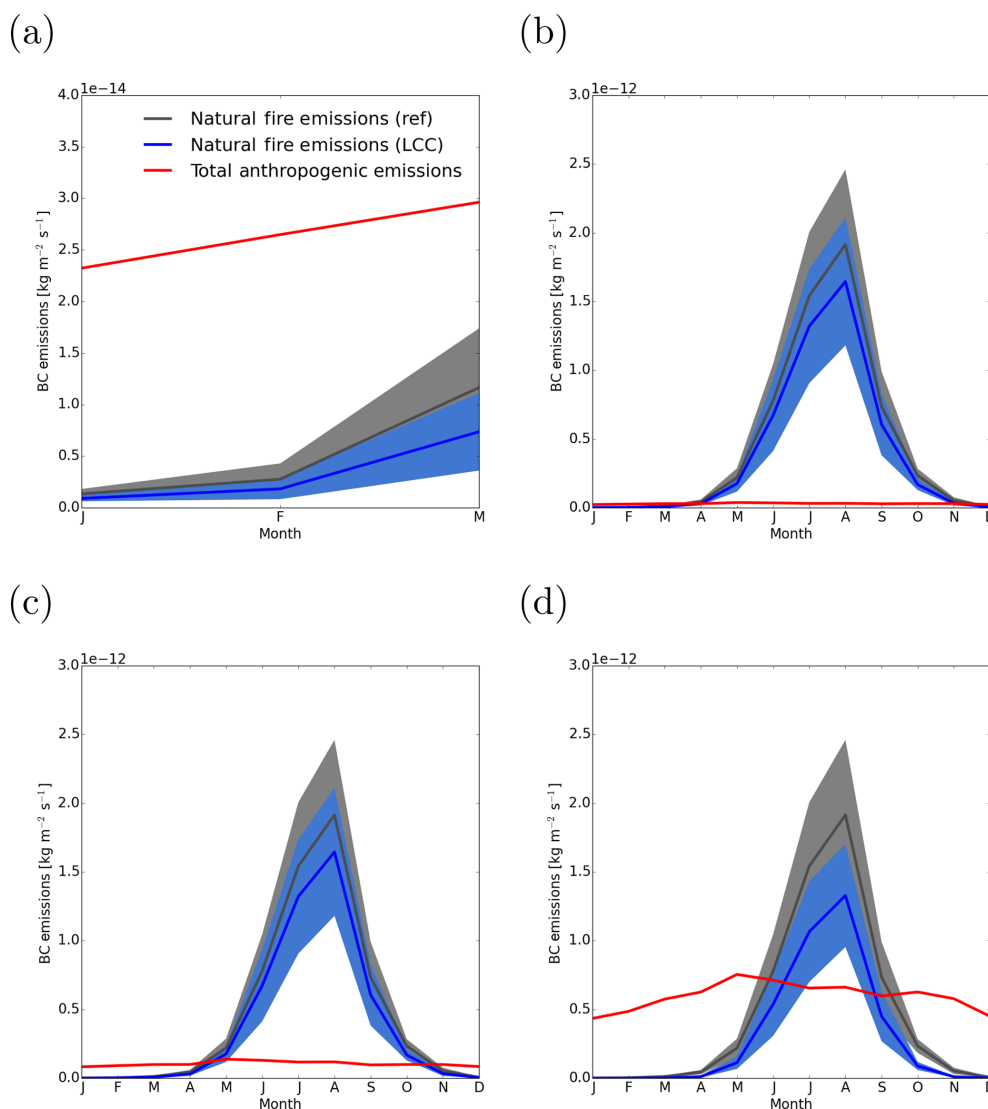 (a)
(b)
1e−14
4.0
3.5
3.0
2.5
2.0
1.5
1.0
0.5
0.0
BC emissions [kg m⁻² s⁻¹]
Natural fire emissions (ref)
Natural fire emissions (LCC)
Total anthropogenic emissions
J F M
Month
1e−12
3.0
2.5
2.0
1.5
1.0
0.5
0.0
BC emissions [kg m⁻² s⁻¹]
J F M A M J J A S O N D
Month
(c)
(d)
1e−12
3.0
2.5
2.0
1.5
1.0
0.5
0.0
BC emissions [kg m⁻² s⁻¹]
J F M A M J J A S O N D
Month
1e−12
3.0
2.5
2.0
1.5
1.0
0.5
0.0
BC emissions [kg m⁻² s⁻¹]
J F M A M J J A S O N D
Month